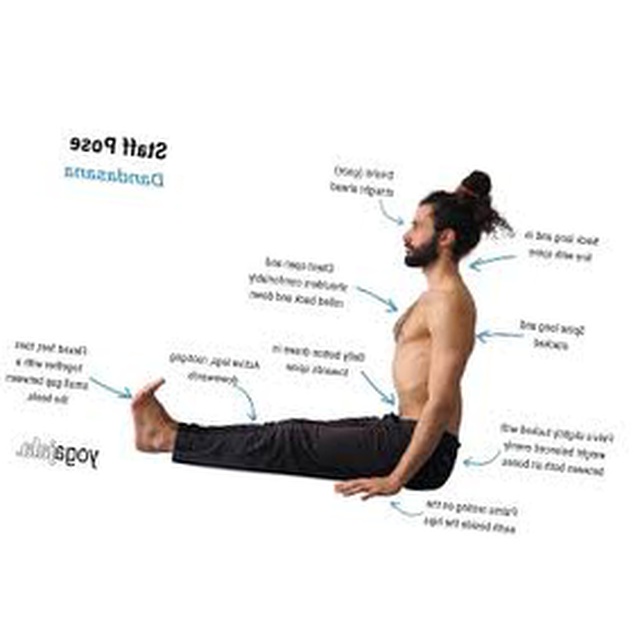 Staff Pose
Dandasana
Drishti (gaze)
straight ahead
Neck long and in
line with spine
Chest open and
shoulders comfortably
rolled back and down
Spine long and
stacked
Belly button drawn in
towards spine
Active legs,
downwards
Flexed feet, toes
together with a
small gap between
the heels.
Pelvis slightly tucked with
weight balanced evenly
between both sit bones
Palms resting on the
earth beside the hips
yogajala.